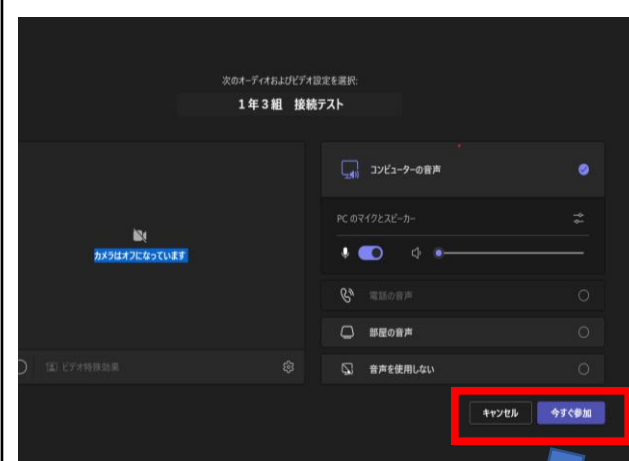 次のオーディオおよびビデオ設定を選択:
1年3組 接続テスト
コンピューターの音声
PC のマイクとスピーカー
カメラはオフになっています
電話の音声
部屋の音声
ビデオ特殊効果
音声を使用しない
キャンセル
今すぐ参加